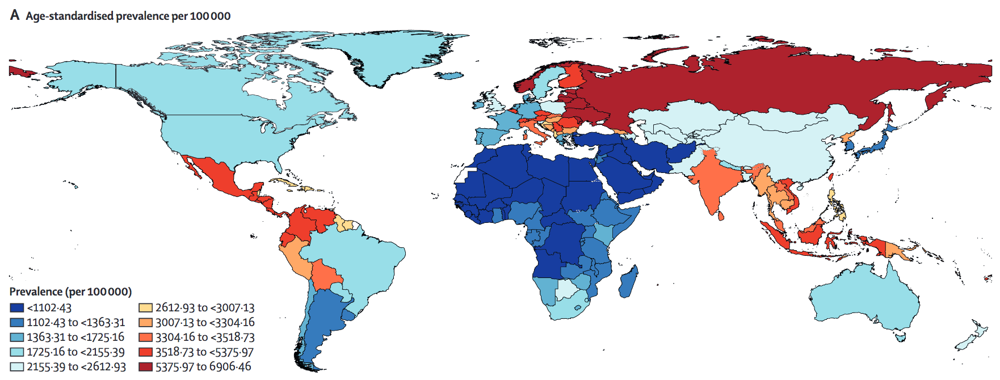 A Age-standardised prevalence per 100 000
Prevalence (per 100 000)
<1102·43
1102·43 to <1363·31
1363·31 to <1725·16
1725·16 to <2155·39
2155·39 to <2612·93
2612·93 to <3007·13
3007·13 to <3304·16
3304·16 to <3518·73
3518·73 to <5375·97
5375·97 to 6906·46